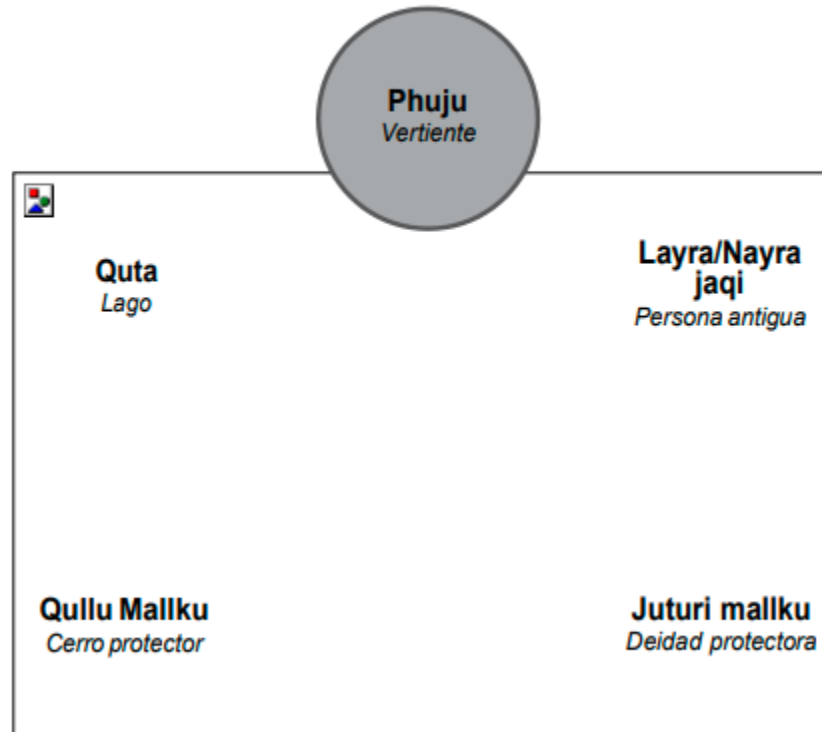 Phuju
Vertiente
Quta
Lago
Layra/Nayra
jaqi
Persona antigua
Qullu Mallku
Cerro protector
Juturi mallku
Deidad protectora